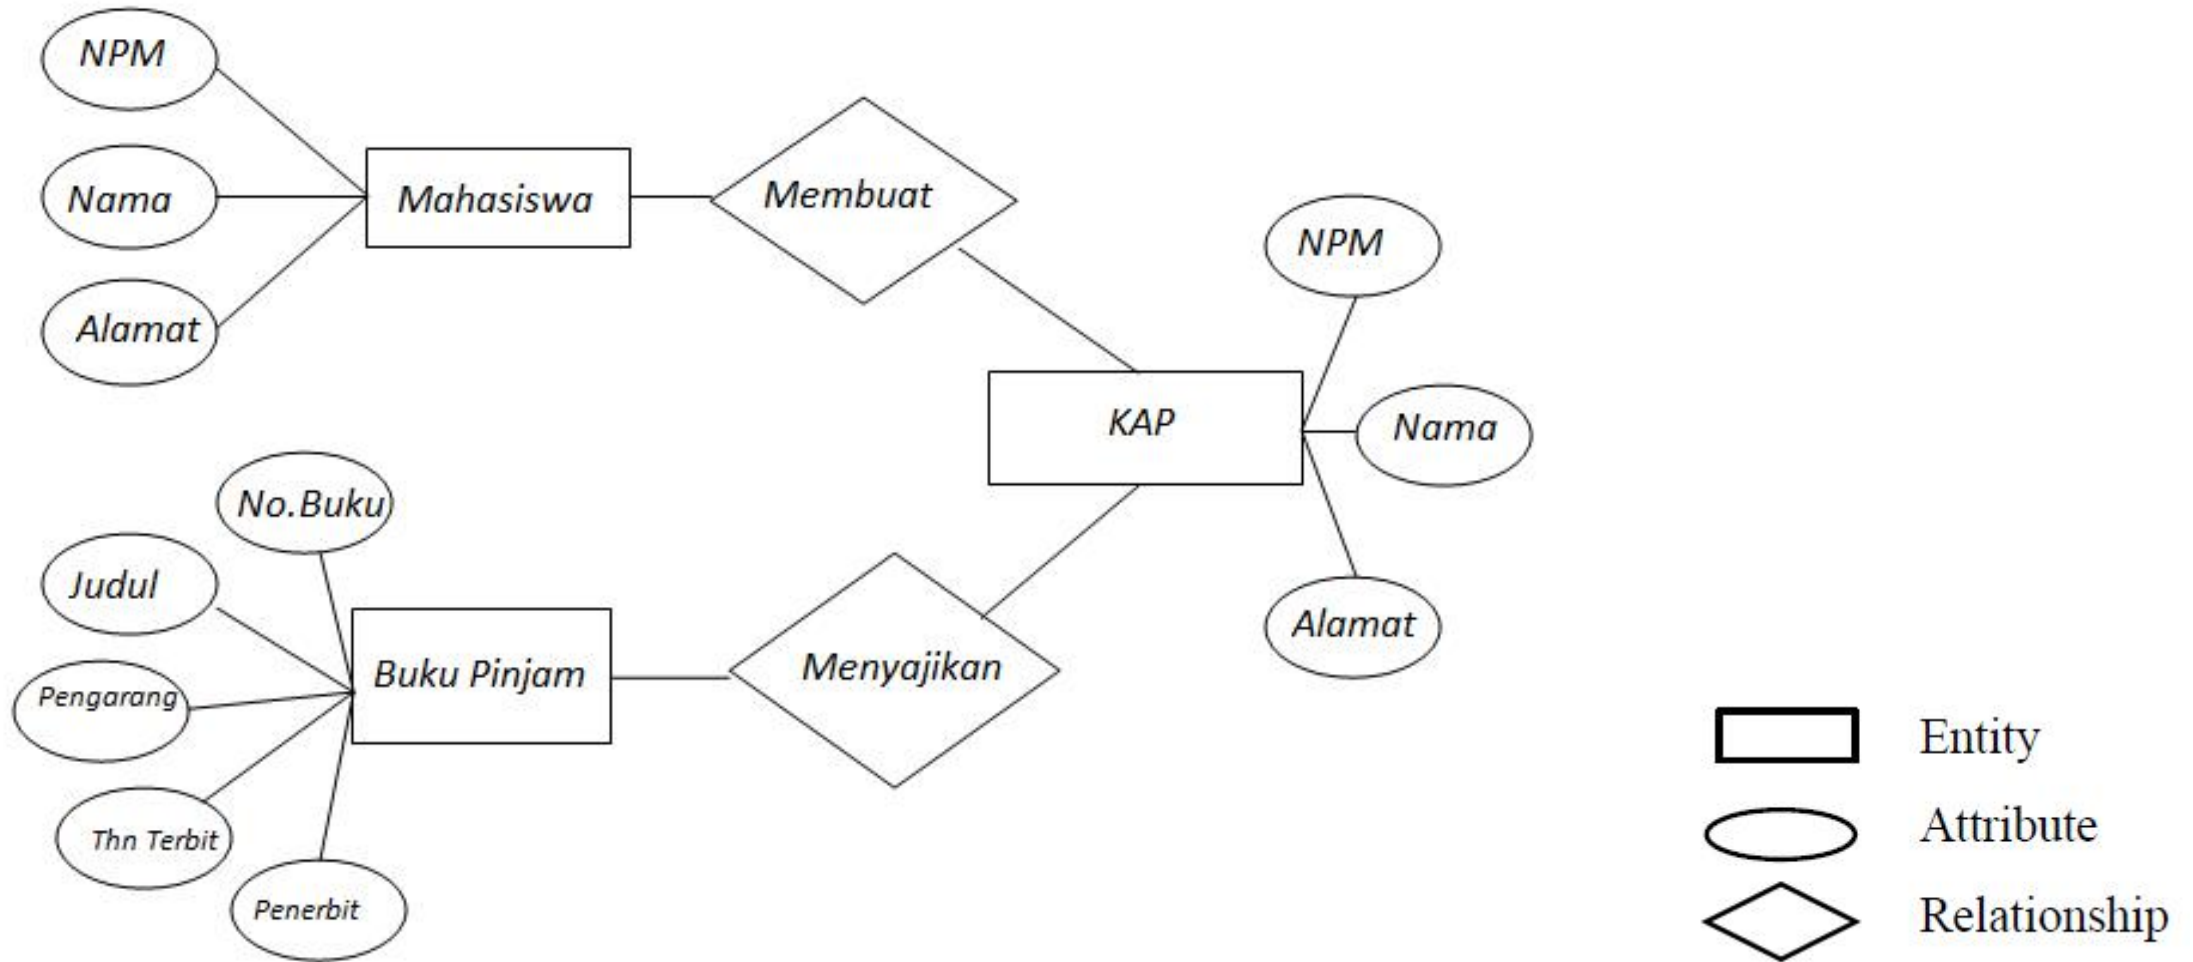 NPM
Nama
Mahasiswa
Membuat
Alamat
NPM
KAP
Nama
Alamat
No.Buku
Judul
Pengarang
Buku Pinjam
Menyajikan
Thn Terbit
Penerbit
Entity
Attribute
Relationship